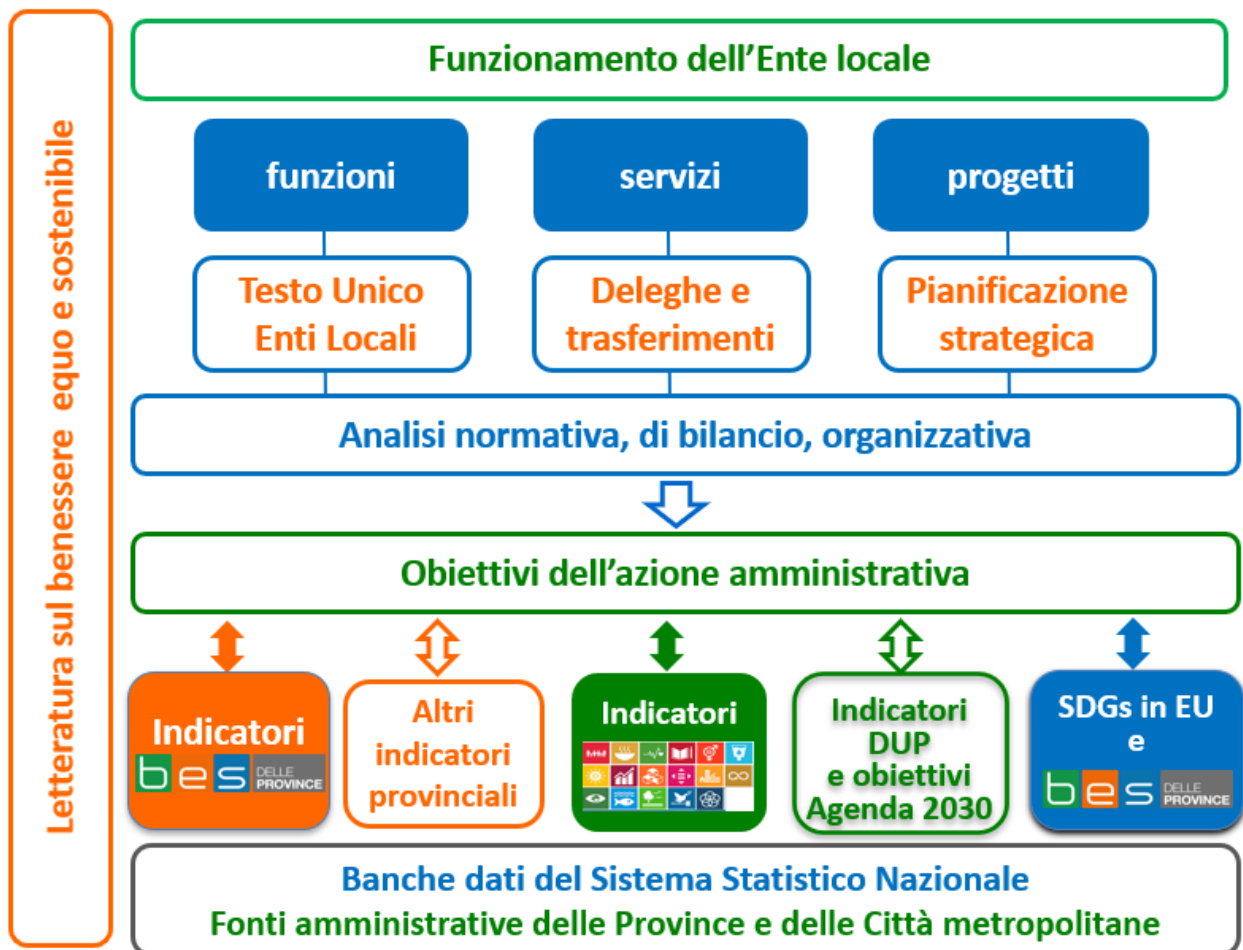 Letteratura sul benessere equo e sostenibile
Funzionamento dell'Ente locale
funzioni
servizi
progetti
Testo Unico
Enti Locali
Deleghe e
trasferimenti
Pianificazione
strategica
Analisi normativa, di bilancio, organizzativa
Obiettivi dell'azione amministrativa
Indicatori
bes DELLE
PROVINCE
Altri
indicatori
provinciali
Indicatori
Indicatori
DUP
e obiettivi
Agenda 2030
SDGs in EU
e
bes DELLE
PROVINCE
Banche dati del Sistema Statistico Nazionale
Fonti amministrative delle Province e delle Città metropolitane